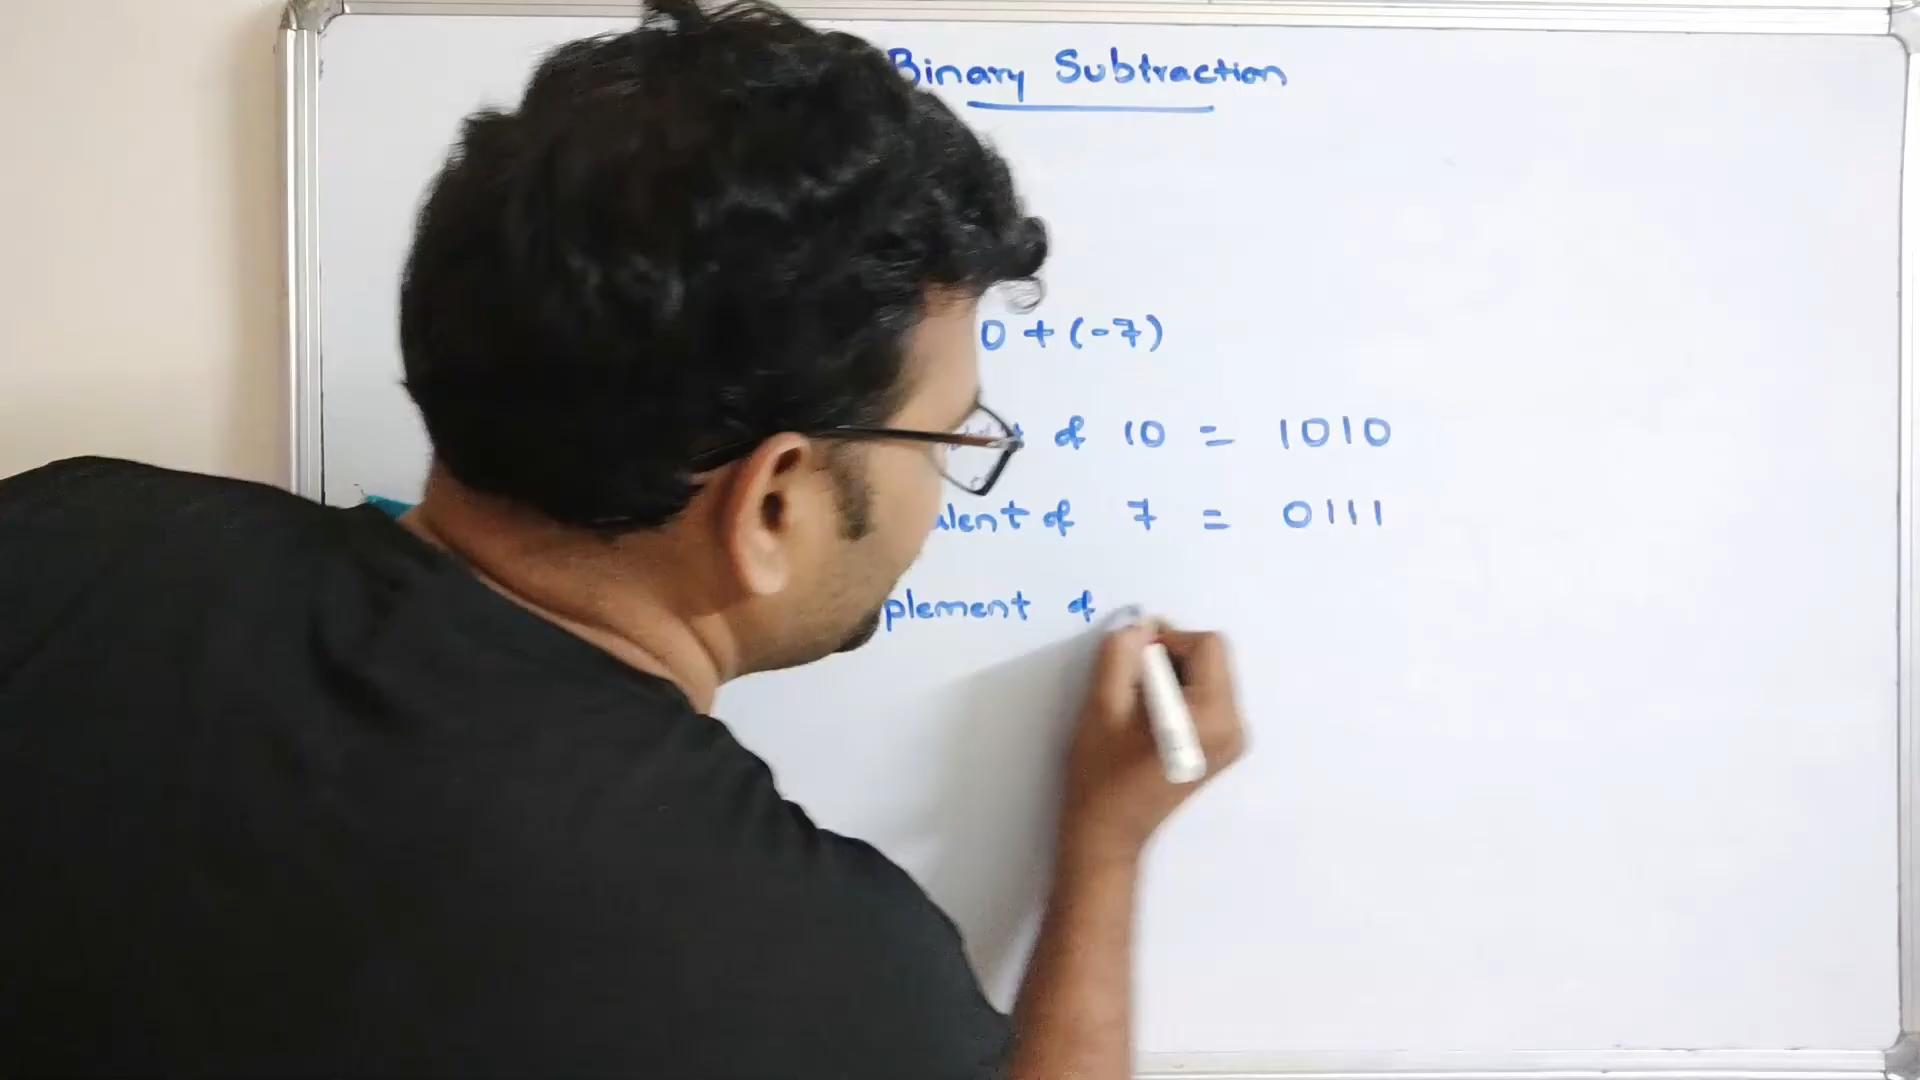 Binary Subtraction
0 + (-7)
of 10 = 1010
alent of 7 = 0111
plement of